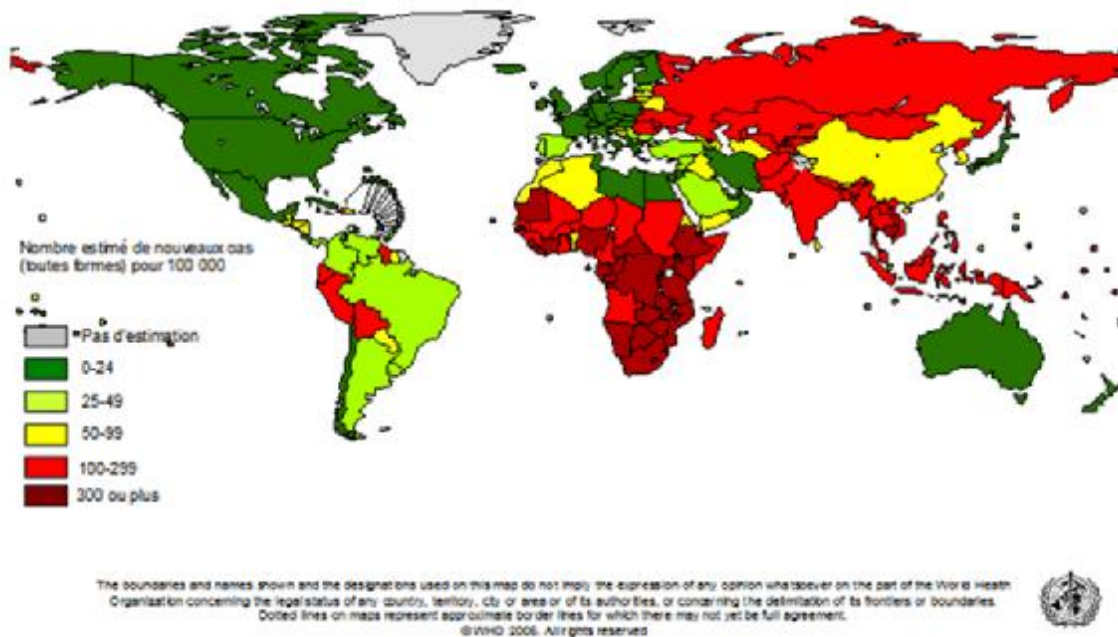 Nombre estimé de nouveaux cas
(toutes formes) pour 100 000
Pas d'estimation
0-24
25-49
50-99
100-299
300 ou plus
The boundaries and names shown and the designations used on this map do not imply the expression of any opinion whatsoever on the part of the World Health
Organization concerning the legal status of any country, territory, city or area or of its authorities, or concerning the delimitation of its frontiers or boundaries.
Dotted lines on maps represent approximate border lines for which there may not yet be full agreement.
©WHO 2006. All rights reserved